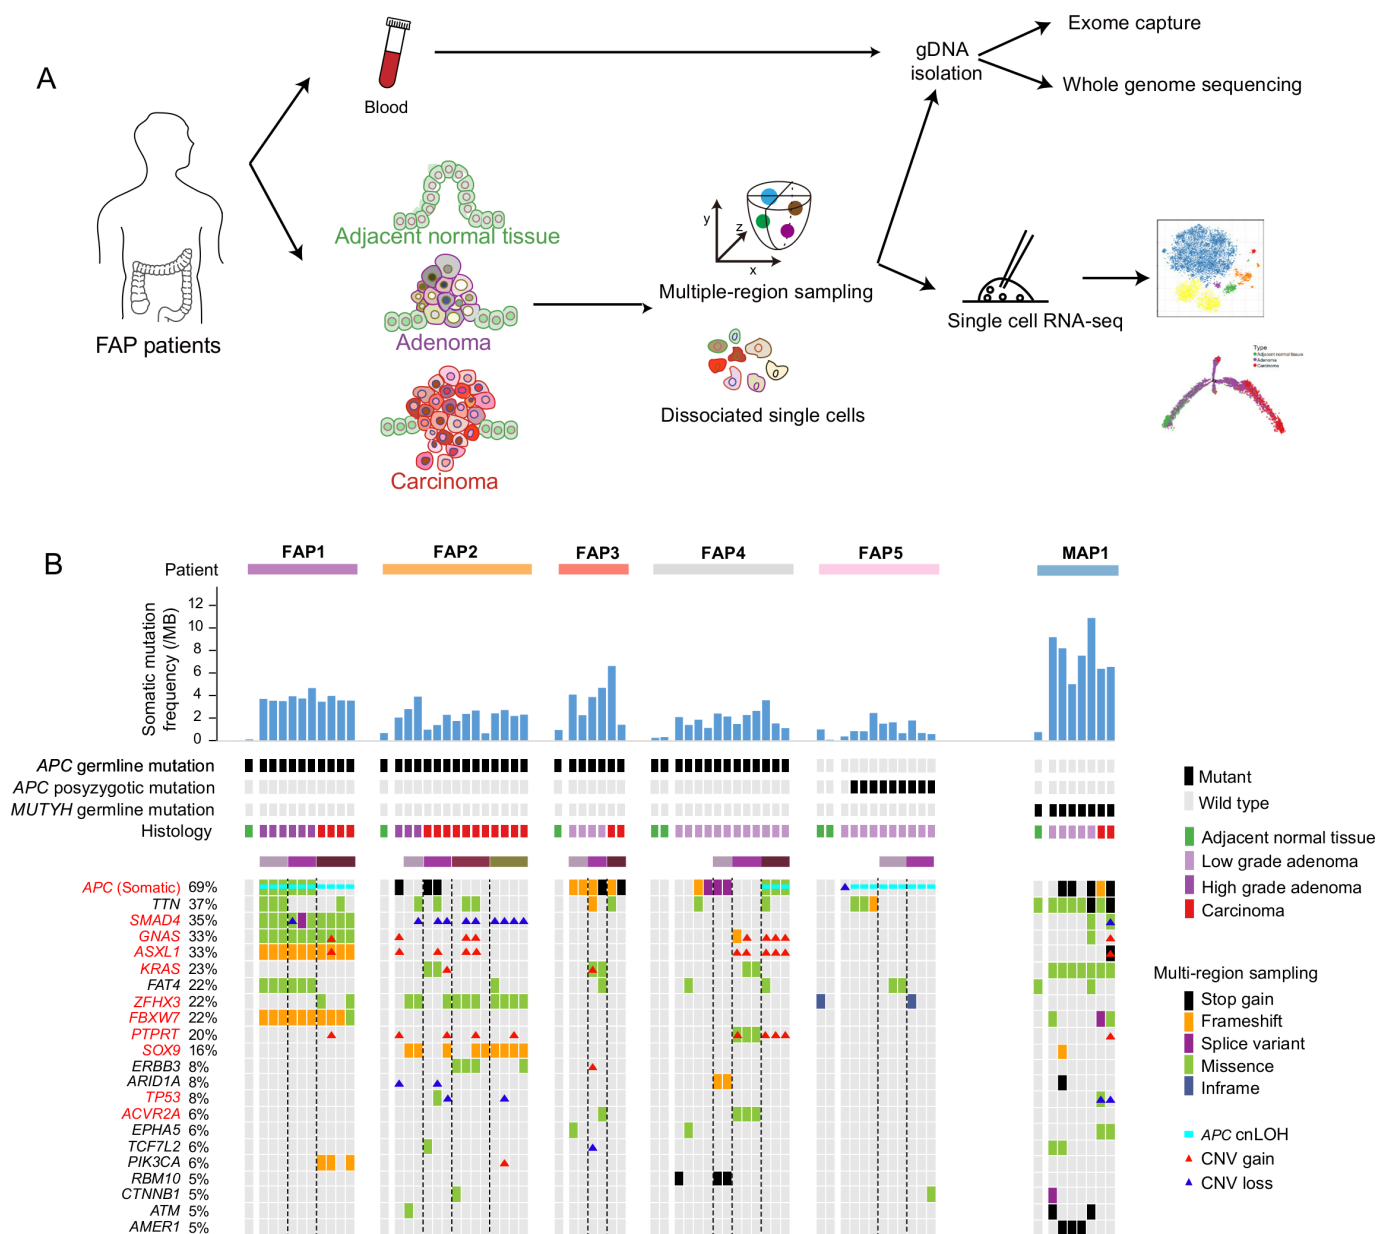 A
Blood
gDNA
isolation
Exome capture
Whole genome sequencing
FAP patients
Adjacent normal tissue
Adenoma
Carcinoma
y
z
x
Multiple-region sampling
Dissociated single cells
Single cell RNA-seq
Type
Adjacent normal tissue
Adenoma
Carcinoma
B
Patient
FAP1
FAP2
FAP3
FAP4
FAP5
MAP1
Somatic mutation
frequency (/MB)
12
10
8
6
4
2
0
APC germline mutation
APC posyzygotic mutation
MUTYH germline mutation
Histology
APC (Somatic) 69%
TTN 37%
SMAD4 35%
GNAS 33%
ASXL1 33%
KRAS 23%
FAT4 22%
ZFHX3 22%
FBXW7 22%
PTPRT 20%
SOX9 16%
ERBB3 8%
ARID1A 8%
TP53 8%
ACVR2A 6%
EPHA5 6%
TCF7L2 6%
PIK3CA 6%
RBM10 5%
CTNNB1 5%
ATM 5%
AMER1 5%
Mutant
Wild type
Adjacent normal tissue
Low grade adenoma
High grade adenoma
Carcinoma
Multi-region sampling
Stop gain
Frameshift
Splice variant
Missence
Inframe
APC cnLOH
CNV gain
CNV loss